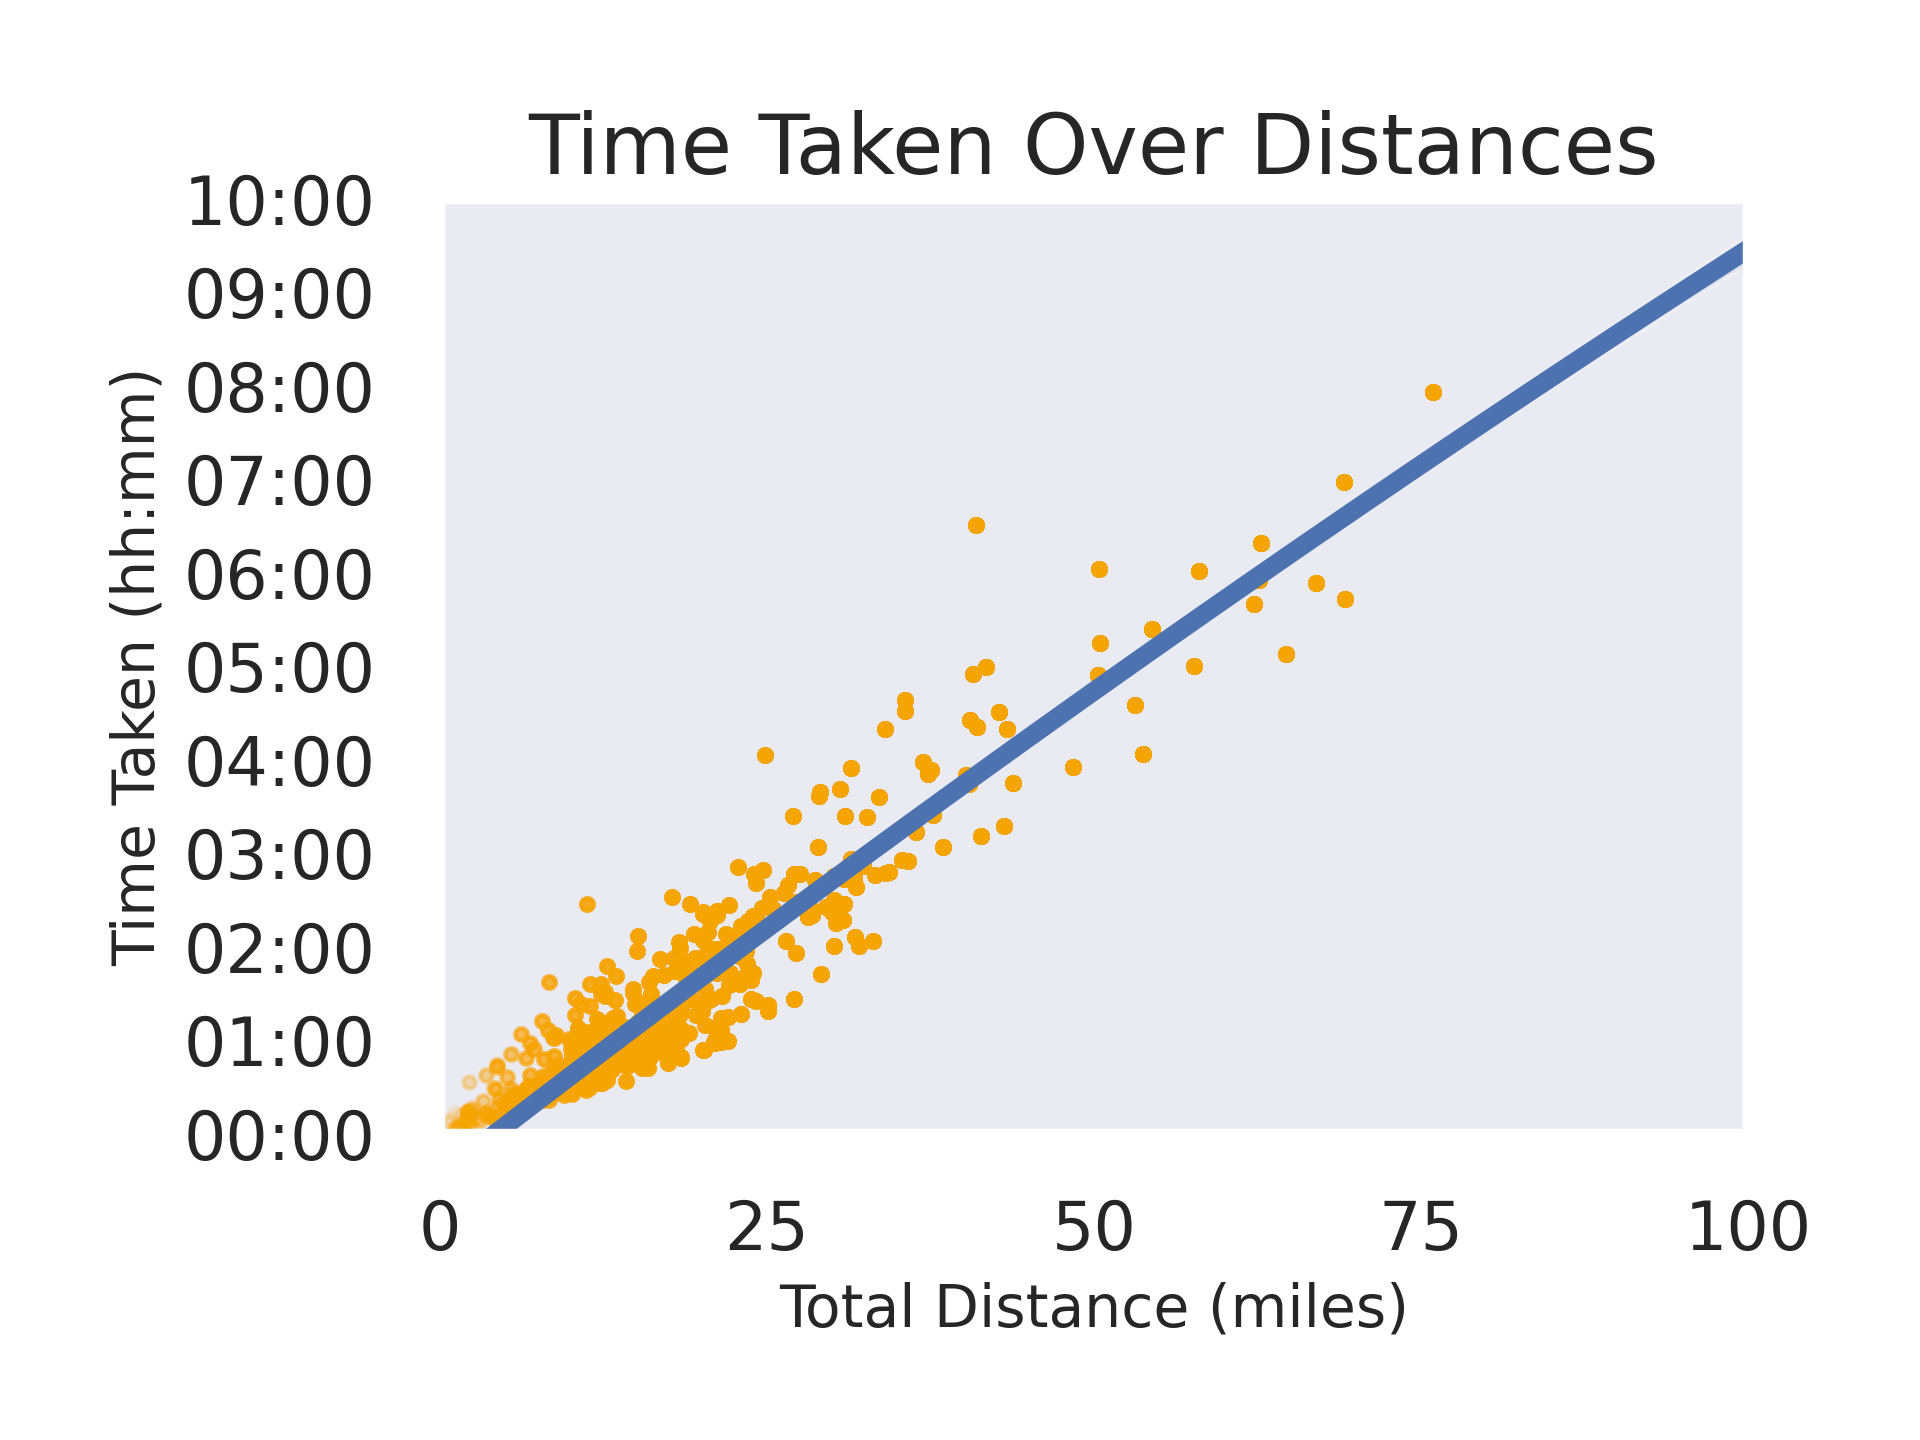 Time Taken Over Distances
10:00
09:00
08:00
07:00
06:00
05:00
04:00
03:00
02:00
01:00
00:00
Time Taken (hh:mm)
0 25 50 75 100
Total Distance (miles)